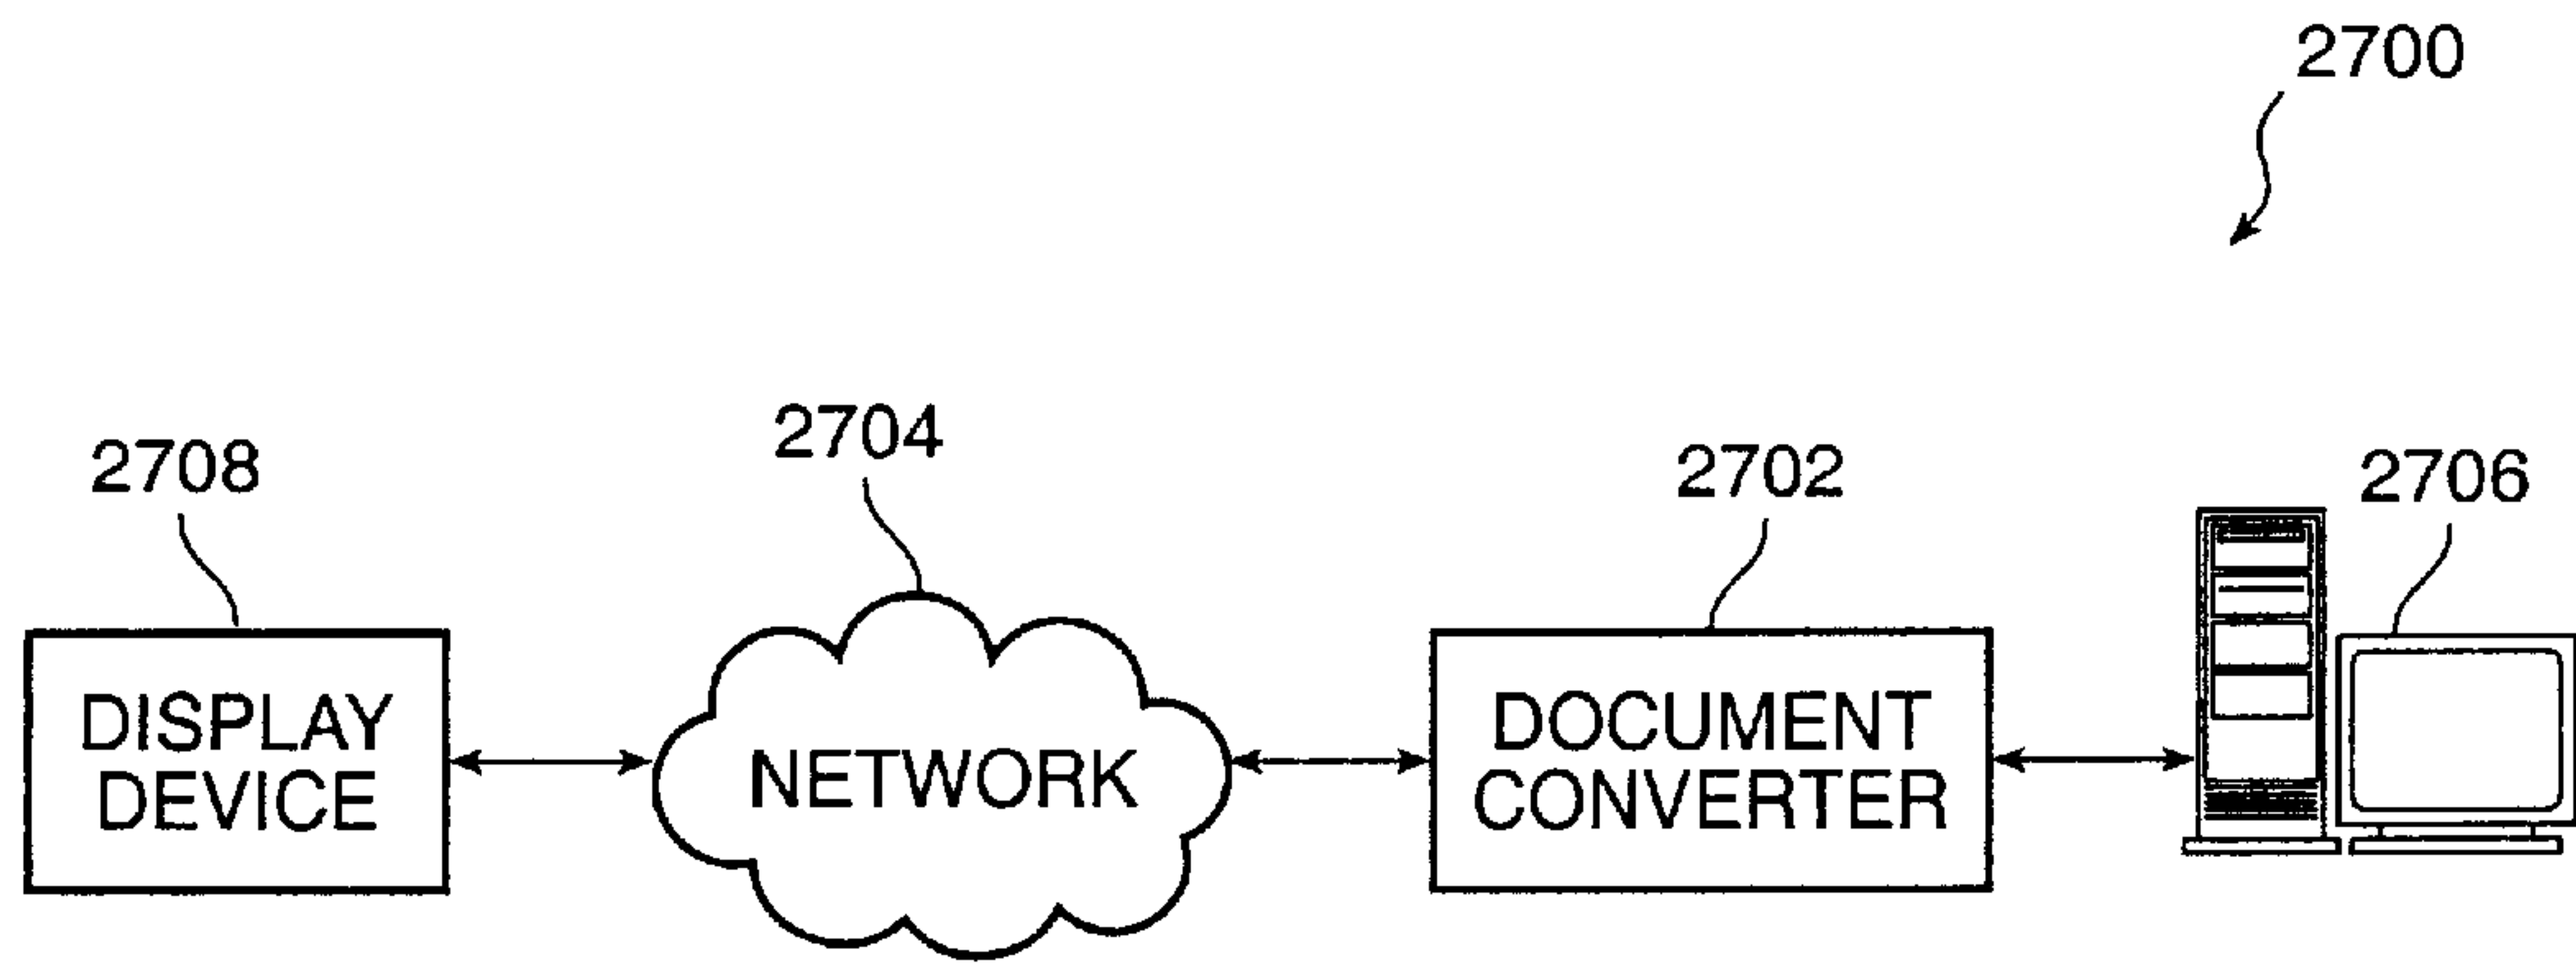 2700
2704
2708
2702
2706
DISPLAY
DEVICE
NETWORK
DOCUMENT
CONVERTER